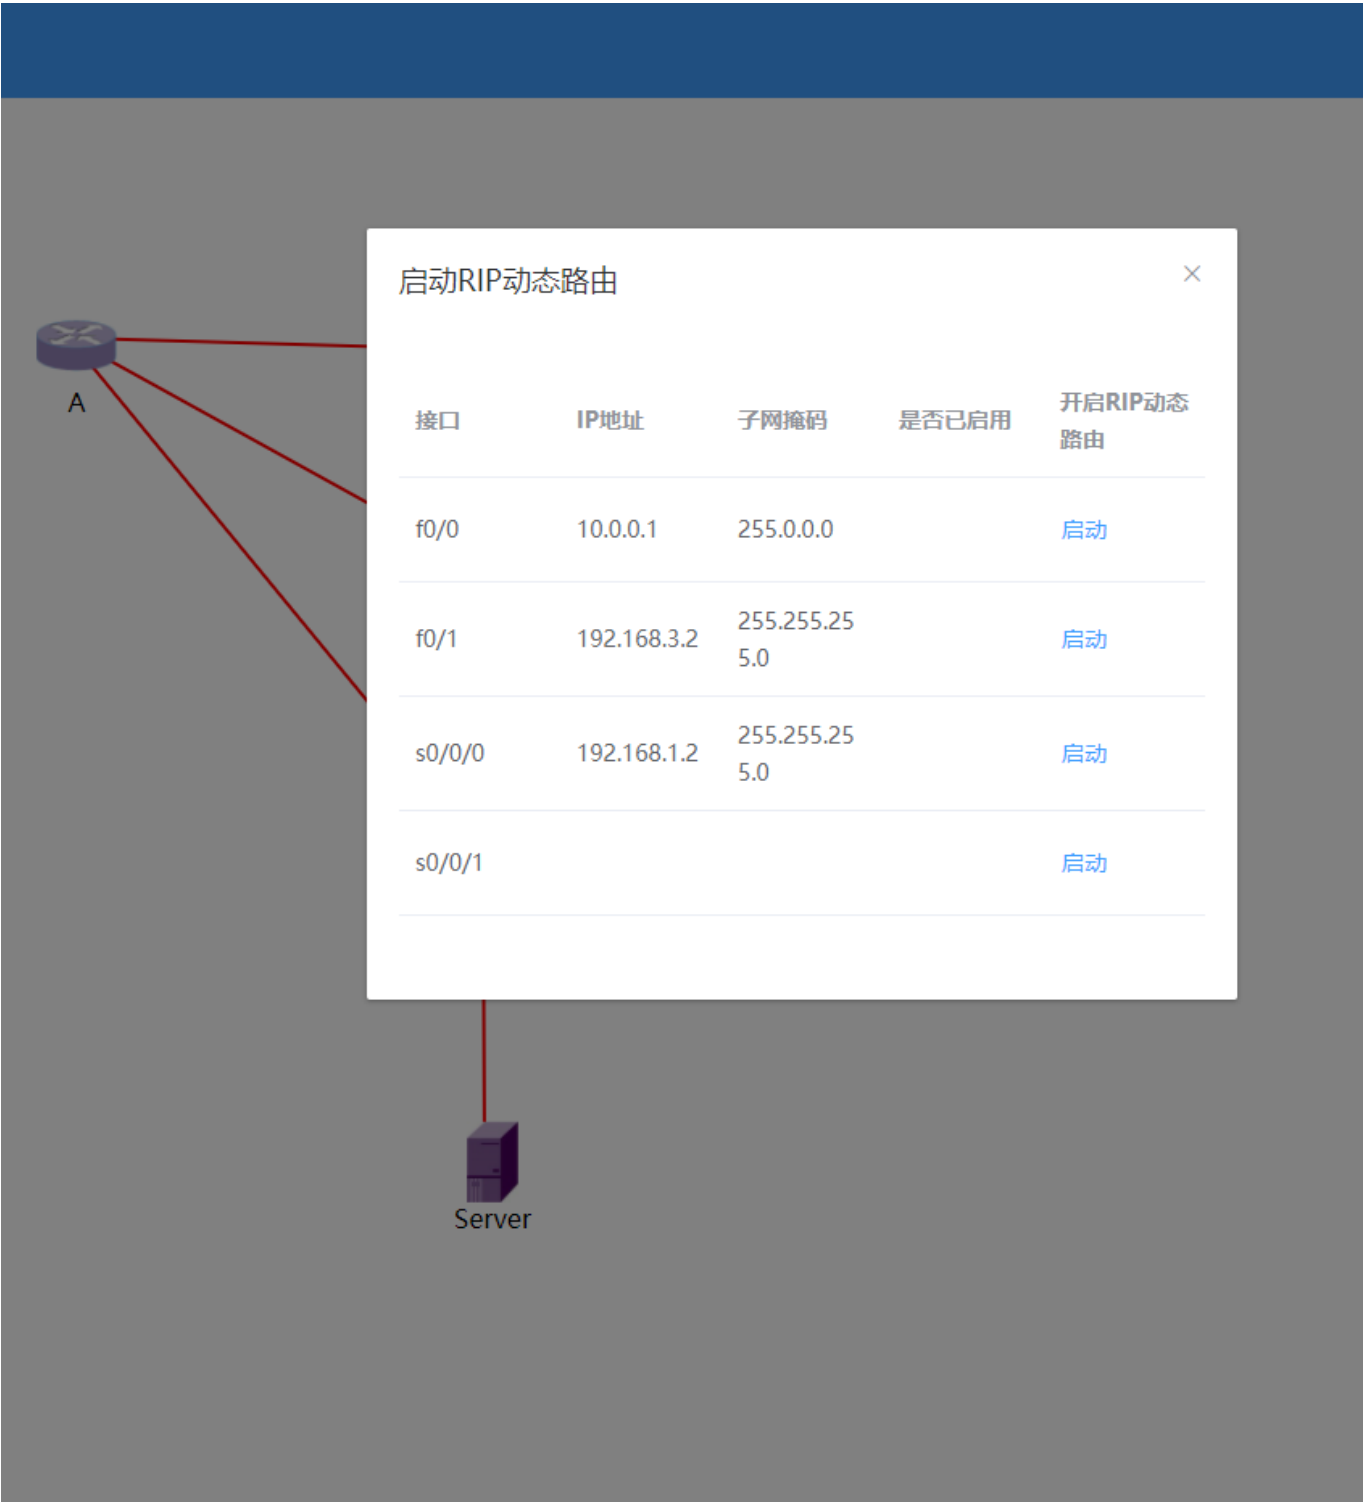 启动RIP动态路由
A
接口 IP地址 子网掩码 是否已启用 开启RIP动态
路由
f0/0 10.0.0.1 255.0.0.0 启动
f0/1 192.168.3.2 255.255.25
5.0 启动
s0/0/0 192.168.1.2 255.255.25
5.0 启动
s0/0/1 启动
Server